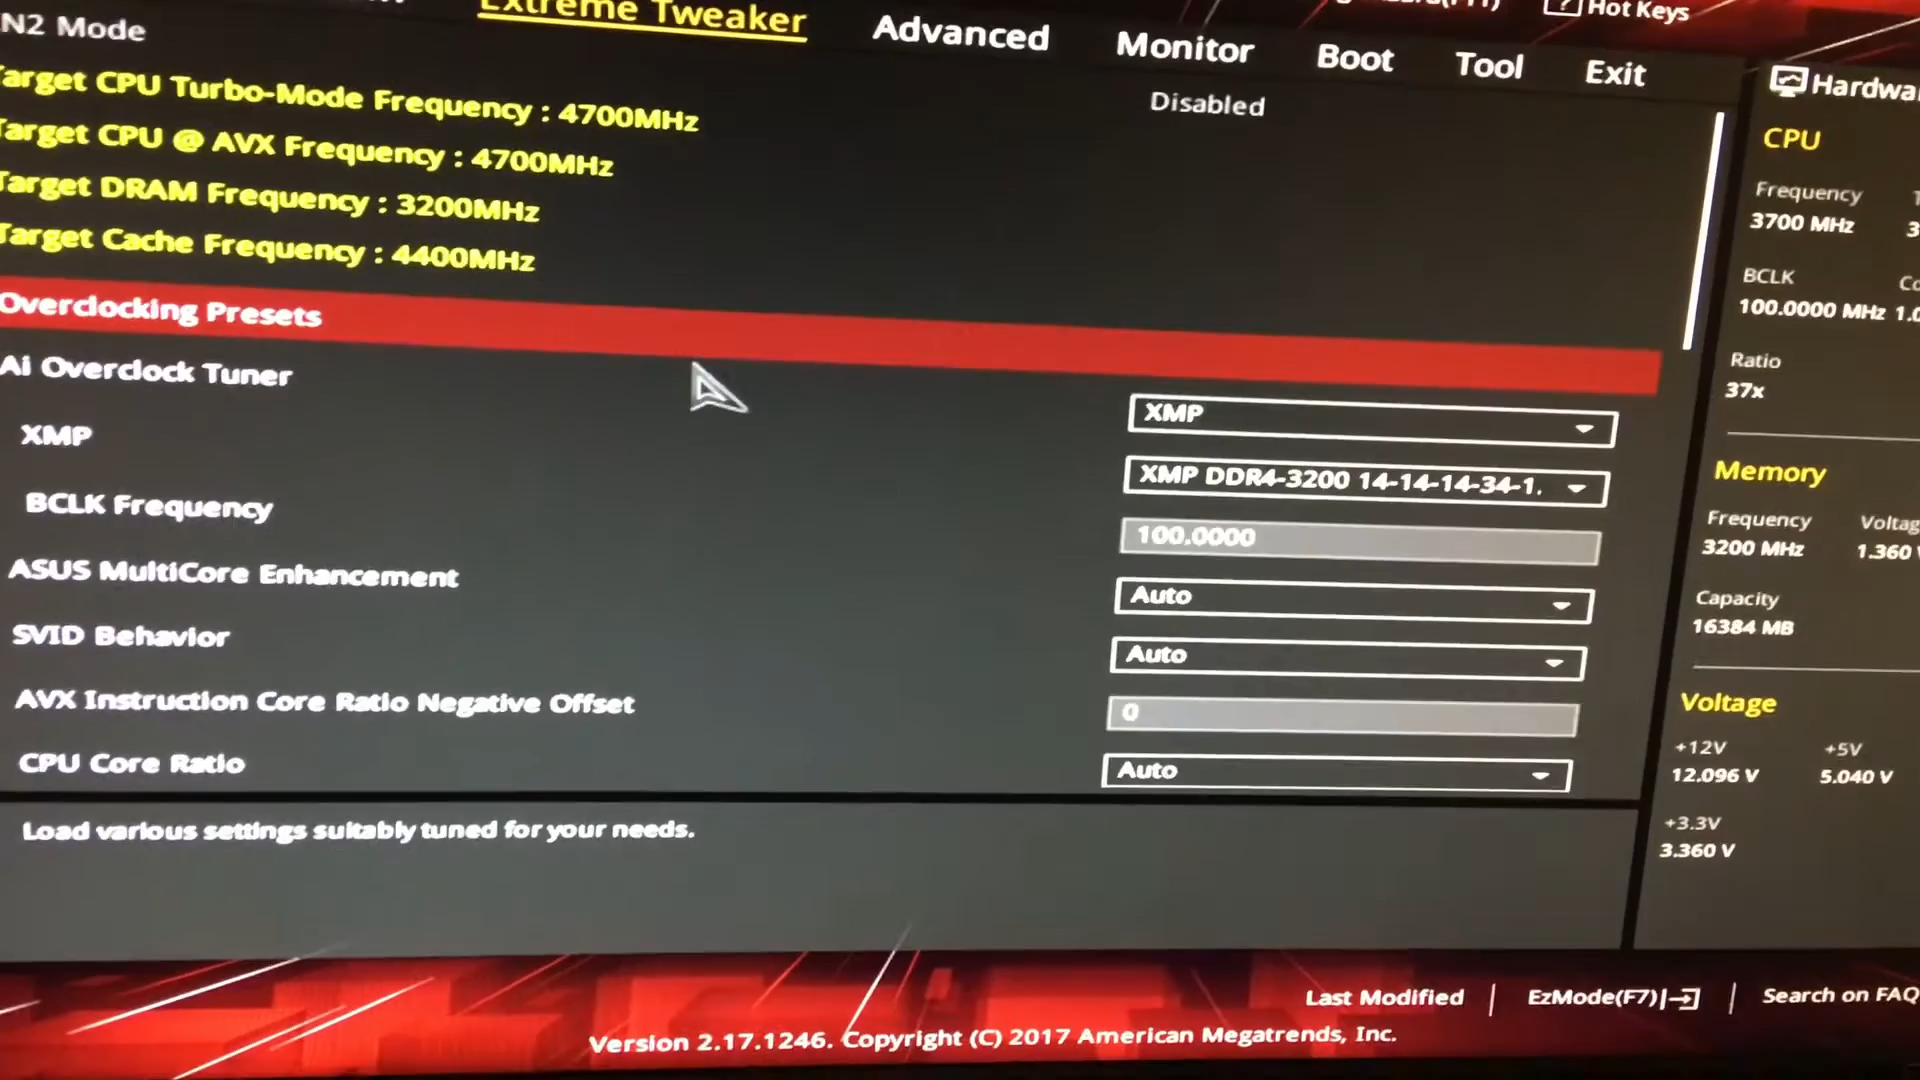 Extreme Tweaker
Advanced
Monitor
Boot
Tool
Exit
Hot Keys
LN2 Mode
Disabled
Target CPU Turbo-Mode Frequency : 4700MHz
Target CPU @ AVX Frequency : 4700MHz
Target DRAM Frequency : 3200MHz
Target Cache Frequency : 4400MHz
Overclocking Presets
Ai Overclock Tuner
XMP
XMP
XMP DDR4-3200 14-14-14-34-1.
BCLK Frequency
100.0000
ASUS MultiCore Enhancement
Auto
SVID Behavior
Auto
AVX Instruction Core Ratio Negative Offset
0
CPU Core Ratio
Auto
Load various settings suitably tuned for your needs.
Hardwa
CPU
Frequency
3700 MHz
BCLK
100.0000 MHz
Ratio
37x
Memory
Frequency
Voltag
3200 MHz
1.360
Capacity
16384 MB
Voltage
+12V
+5V
12.096 V
5.040 V
+3.3V
3.360 V
Last Modified
EzMode(F7)
Search on FAQ
Version 2.17.1246. Copyright (C) 2017 American Megatrends, Inc.